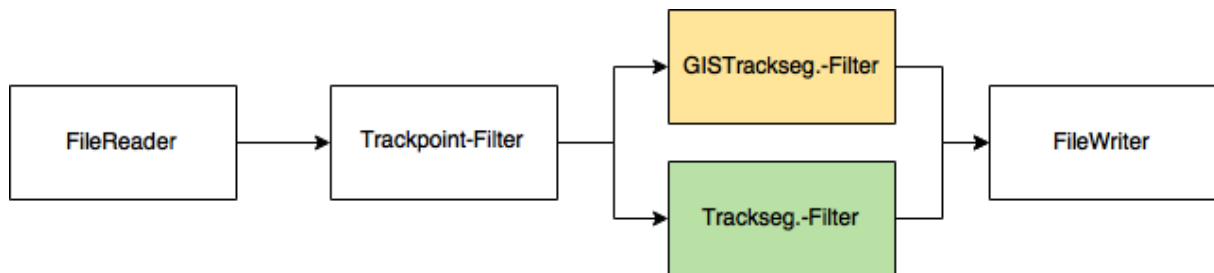 FileReader
Trackpoint-Filter
GISTrackseg.-Filter
Trackseg.-Filter
FileWriter